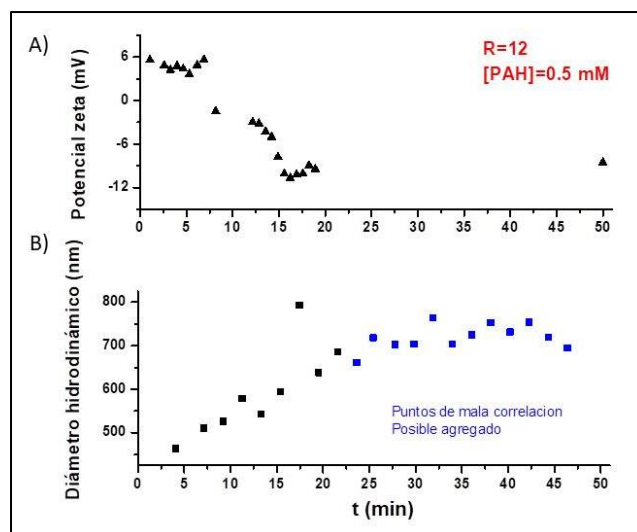 A)
Potencial zeta (mV)
6
0
-6
-12
R=12
[PAH]=0.5 mM
0 5 10 15 20 25 30 35 40 45 50
B)
Diámetro hidrodinámico (nm)
800
700
600
500
Puntos de mala correlacion
Posible agregado
0 5 10 15 20 25 30 35 40 45 50
t (min)